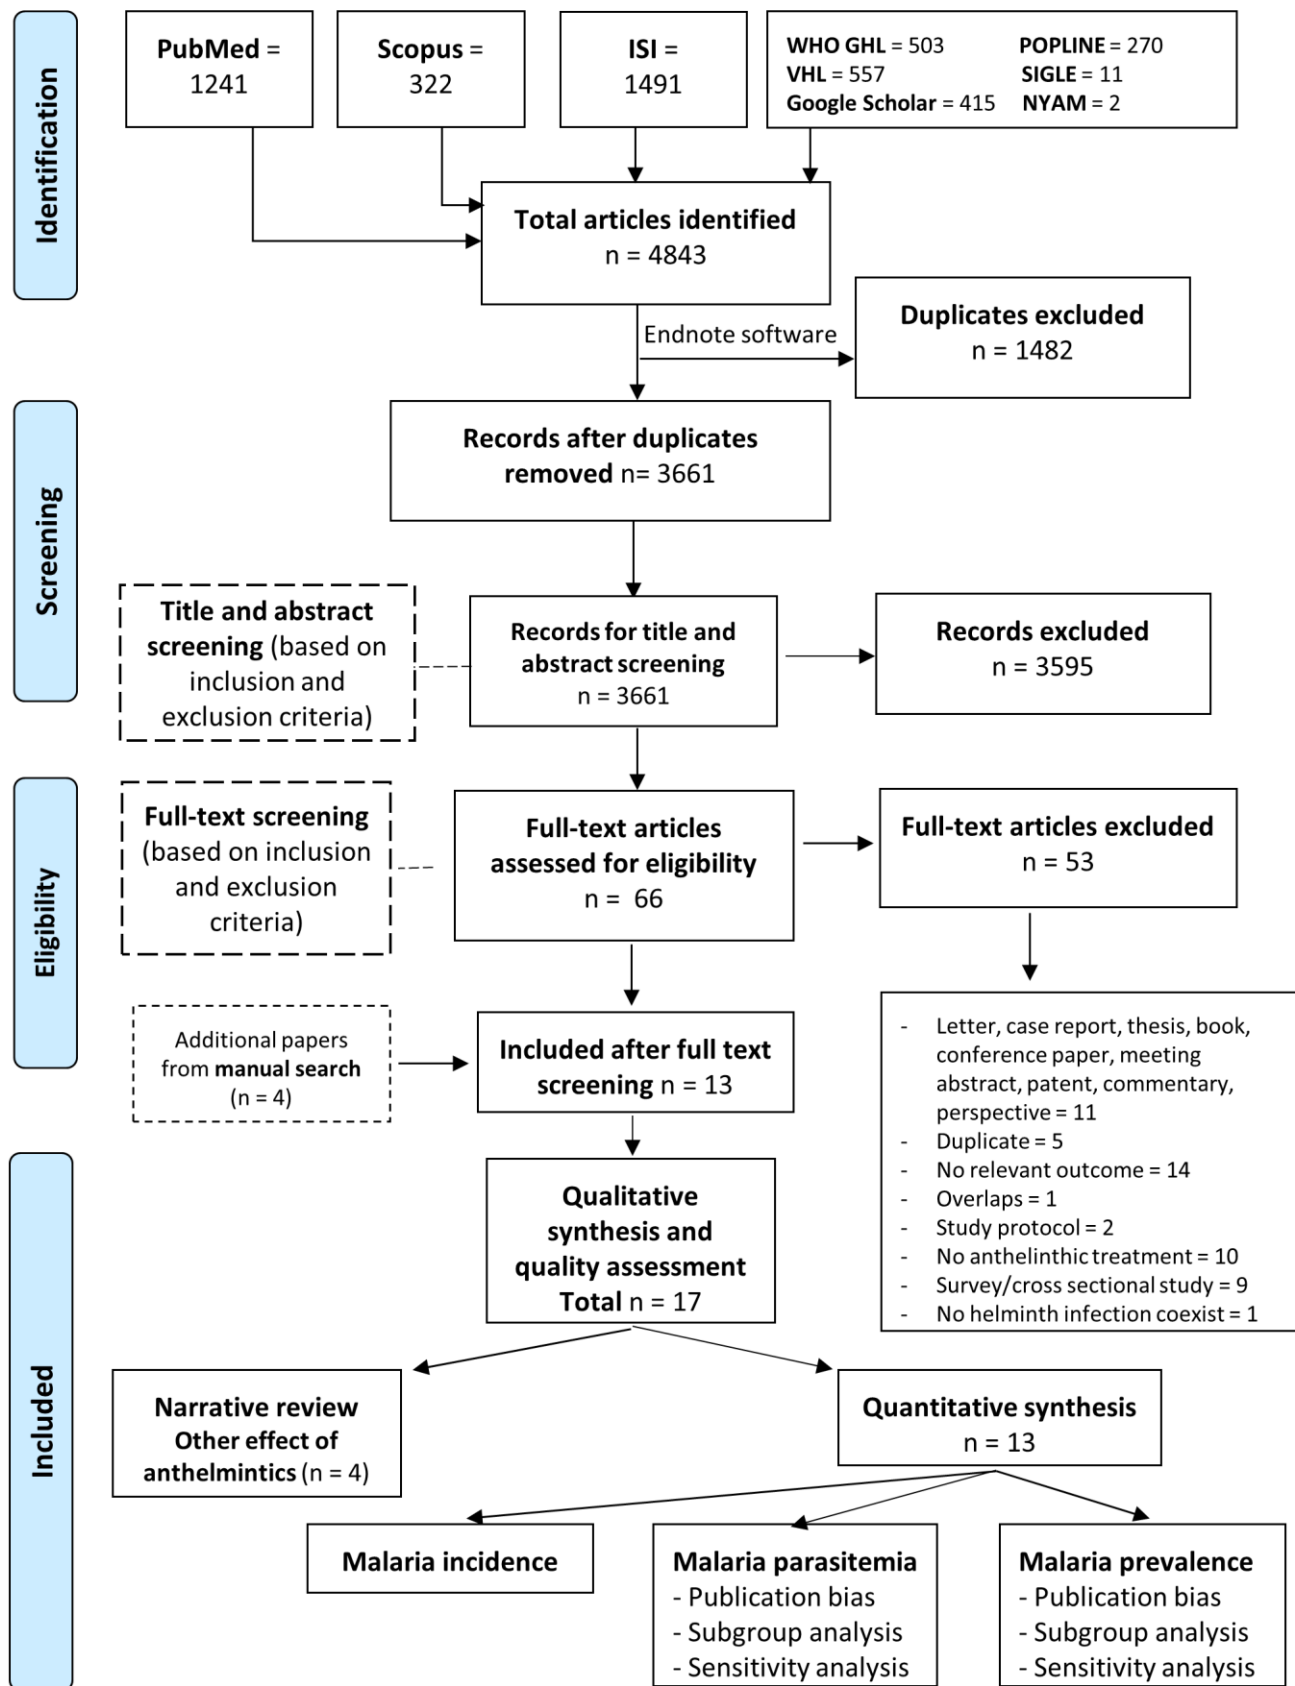 Identification
PubMed =
1241
Scopus =
322
ISI =
1491
WHO GHL = 503
POPLINE = 270
VHL = 557
SIGLE = 11
Google Scholar = 415
NYAM = 2
Total articles identified
n = 4843
Endnote software
Duplicates excluded
n = 1482
Screening
Records after duplicates
removed n= 3661
Title and abstract
screening (based on
inclusion and
exclusion criteria)
Records for title and
abstract screening
n = 3661
Records excluded
n = 3595
Eligibility
Full-text screening
(based on inclusion
and exclusion
criteria)
Full-text articles
assessed for eligibility
n = 66
Full-text articles excluded
n = 53
Additional papers
from manual search
(n = 4)
Included after full text
screening n = 13
- Letter, case report, thesis, book,
conference paper, meeting
abstract, patent, commentary,
perspective = 11
- Duplicate = 5
- No relevant outcome = 14
- Overlaps = 1
- Study protocol = 2
- No anthelinthic treatment = 10
- Survey/cross sectional study = 9
- No helminth infection coexist = 1
Included
Qualitative
synthesis and
quality assessment
Total n = 17
Narrative review
Other effect of
anthelmintics (n = 4)
Quantitative synthesis
n = 13
Malaria incidence
Malaria parasitemia
- Publication bias
- Subgroup analysis
- Sensitivity analysis
Malaria prevalence
- Publication bias
- Subgroup analysis
- Sensitivity analysis